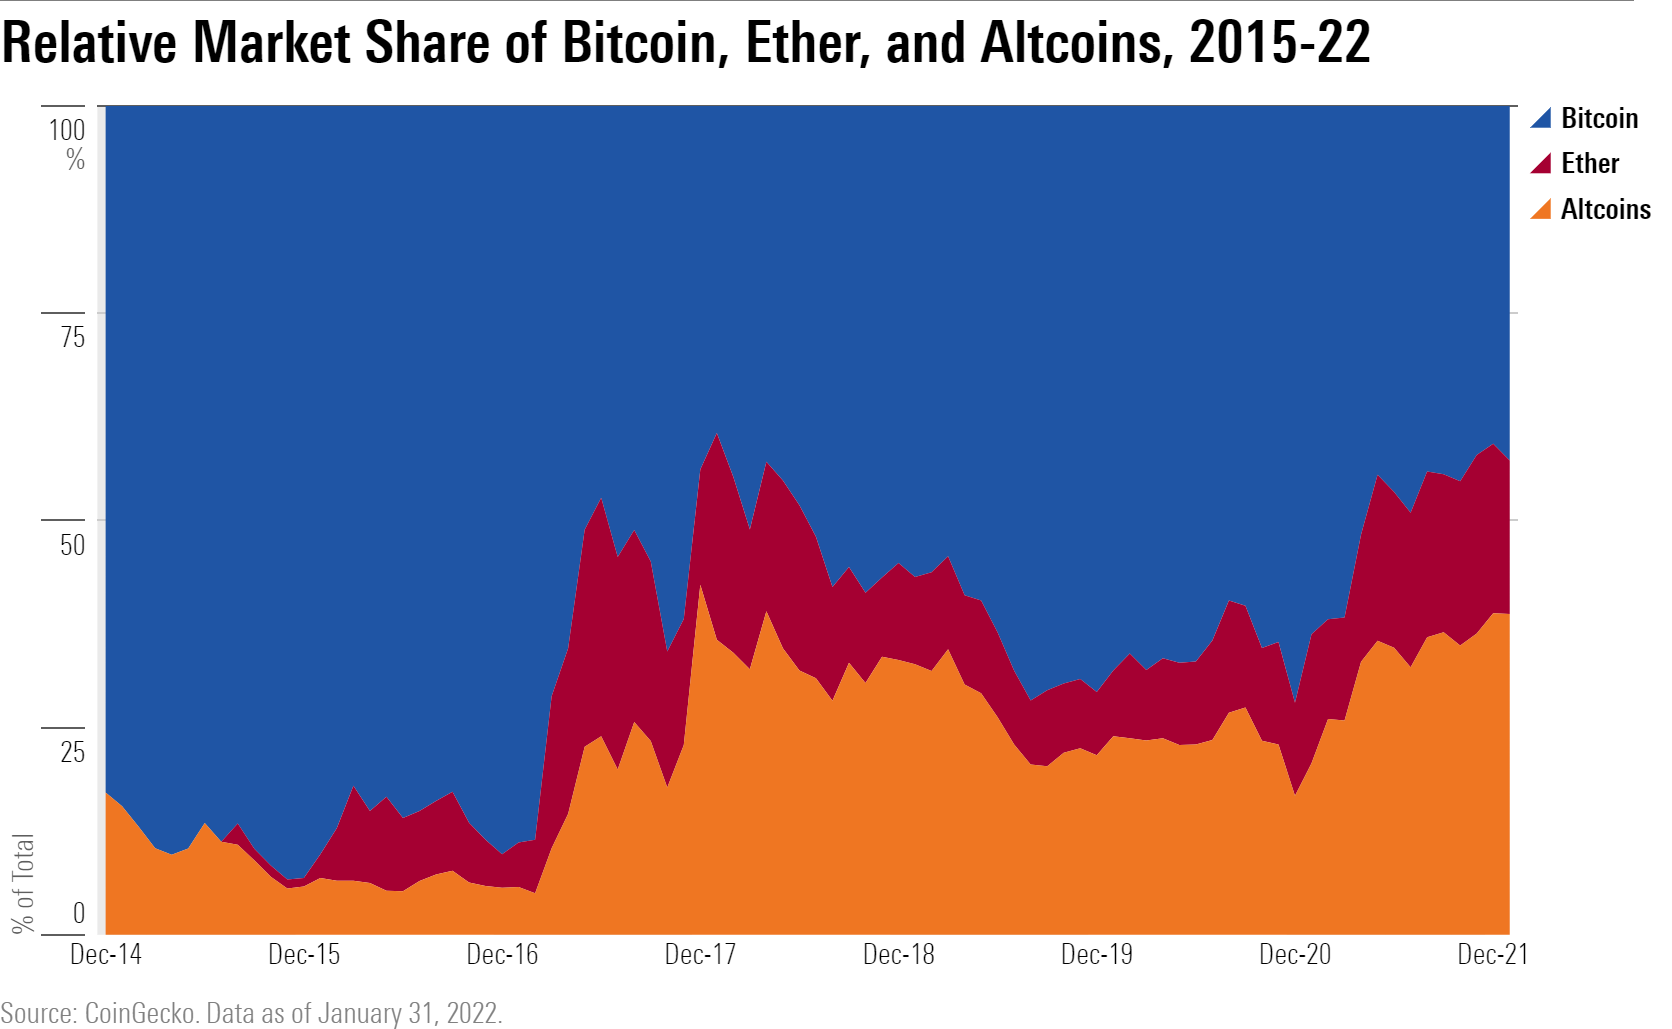 Relative Market Share of Bitcoin, Ether, and Altcoins, 2015-22
100
%
75
50
25
0
% of Total
Bitcoin
Ether
Altcoins
Dec-14 Dec-15 Dec-16 Dec-17 Dec-18 Dec-19 Dec-20 Dec-21
Source: CoinGecko. Data as of January 31, 2022.